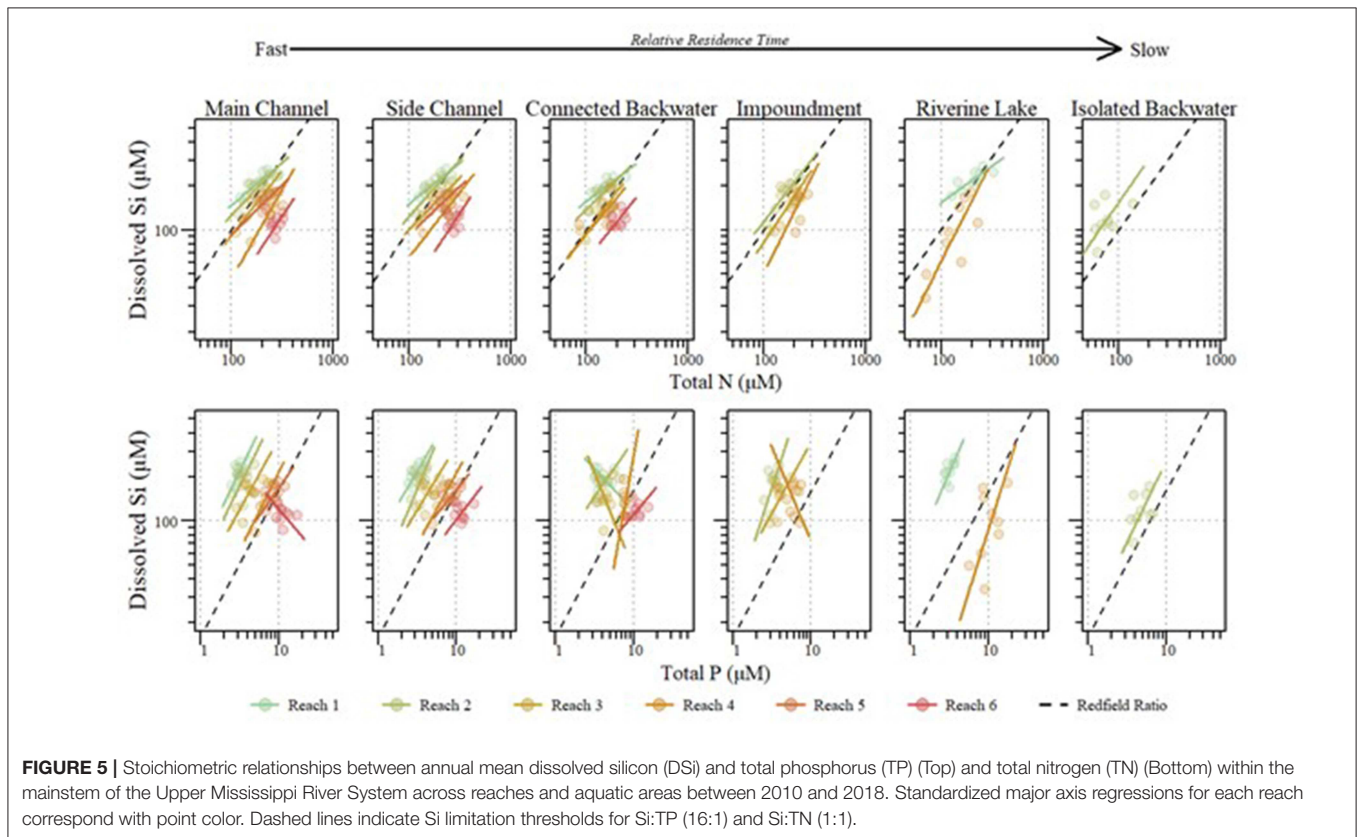 Relative Residence Time
Fast Slow
Main Channel Side Channel Connected Backwater Impoundment Riverine Lake Isolated Backwater
Dissolved Si (µM)
100
100 1000 100 1000 100 1000 100 1000 100 1000 100 1000
Total N (µM)
Dissolved Si (µM)
100
1 10 1 10 1 10 1 10 1 10 1 10
Total P (µM)
Reach 1 Reach 2 Reach 3 Reach 4 Reach 5 Reach 6 Redfield Ratio
FIGURE 5 | Stoichiometric relationships between annual mean dissolved silicon (DSi) and total phosphorus (TP) (Top) and total nitrogen (TN) (Bottom) within the
mainstem of the Upper Mississippi River System across reaches and aquatic areas between 2010 and 2018. Standardized major axis regressions for each reach
correspond with point color. Dashed lines indicate Si limitation thresholds for Si:TP (16:1) and Si:TN (1:1).